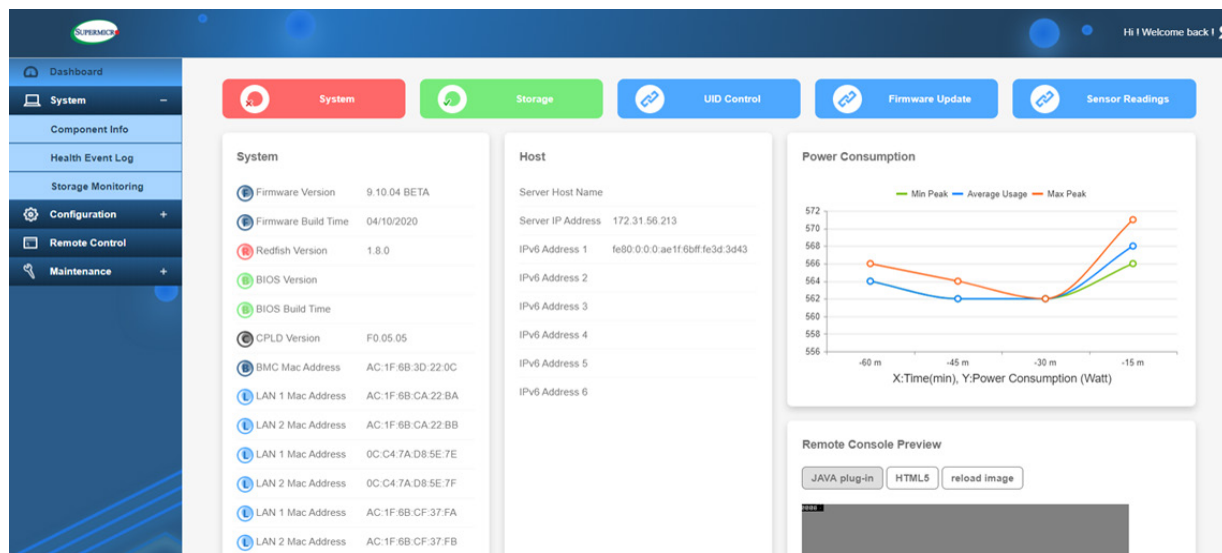 SUPERMICR
Hi ! Welcome back !
Dashboard
System
Component Info
Health Event Log
Storage Monitoring
Configuration
Remote Control
Maintenance
System
Storage
UID Control
Firmware Update
Sensor Readings
System
Firmware Version 9.10.04 BETA
Firmware Build Time 04/10/2020
Redfish Version 1.8.0
BIOS Version
BIOS Build Time
CPLD Version F0.05.05
BMC Mac Address AC:1F:6B:3D:22:0C
LAN 1 Mac Address AC:1F:6B:CA:22:BA
LAN 2 Mac Address AC:1F:6B:CA:22:BB
LAN 1 Mac Address 0C:C4:7A:D8:5E:7E
LAN 2 Mac Address 0C:C4:7A:D8:5E:7F
LAN 1 Mac Address AC:1F:6B:CF:37:FA
LAN 2 Mac Address AC:1F:6B:CF:37:FB
Host
Server Host Name
Server IP Address 172.31.56.213
IPv6 Address 1 fe80:0:0:0:ae1f:6bff:fe3d:3d43
IPv6 Address 2
IPv6 Address 3
IPv6 Address 4
IPv6 Address 5
IPv6 Address 6
Power Consumption
Min Peak Average Usage Max Peak
572
570
568
566
564
562
560
558
556
-60 m -45 m -30 m -15 m
X:Time(min), Y:Power Consumption (Watt)
Remote Console Preview
JAVA plug-in HTML5 reload image